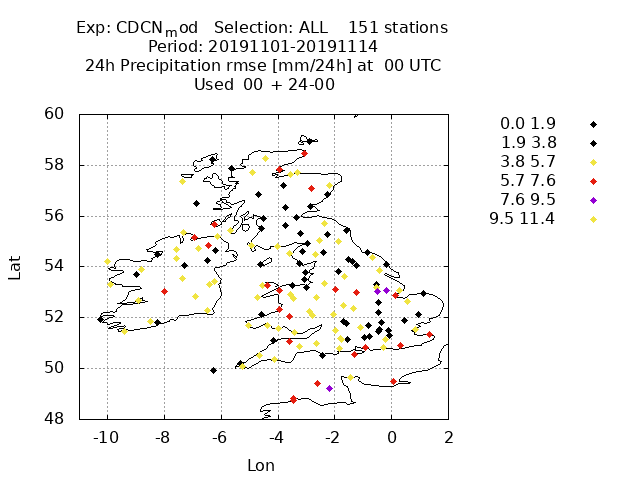 Exp: CDCNmod Selection: ALL 151 stations
Period: 20191101-20191114
24h Precipitation rmse [mm/24h] at 00 UTC
Used 00 + 24-00
0.0 1.9
1.9 3.8
3.8 5.7
5.7 7.6
7.6 9.5
9.5 11.4
60
58
56
54
52
50
48
Lat
-10 -8 -6 -4 -2 0 2
Lon